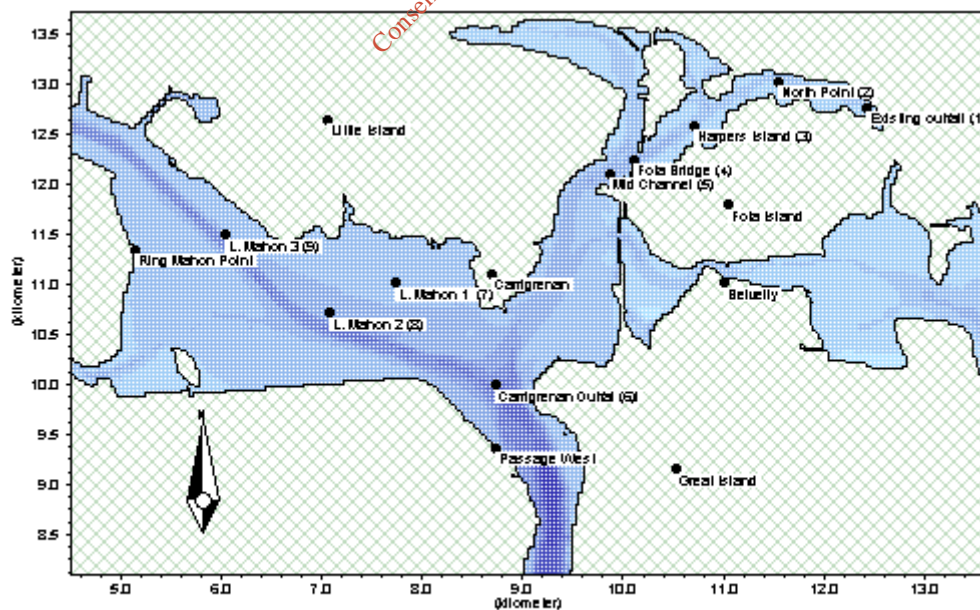 Consen
13.5
13.0
12.5
12.0
11.5
11.0
10.5
10.0
9.5
9.0
8.5
(kilometer)
North Point (2)
Existing outfall (1
Little Island
Harpers Island (3)
Fota Bridge (4)
Mid Channel (5)
Fota Island
L. Mahon 3 (9)
Ring Mahon Point
Carrigrenan
L. Mahon 1 (7)
Belvelly
L. Mahon 2 (8)
Carrigrenan Outfall (6)
Passage West
Great Island
N
5.0 6.0 7.0 8.0 9.0 10.0 11.0 12.0 13.0
(kilometer)